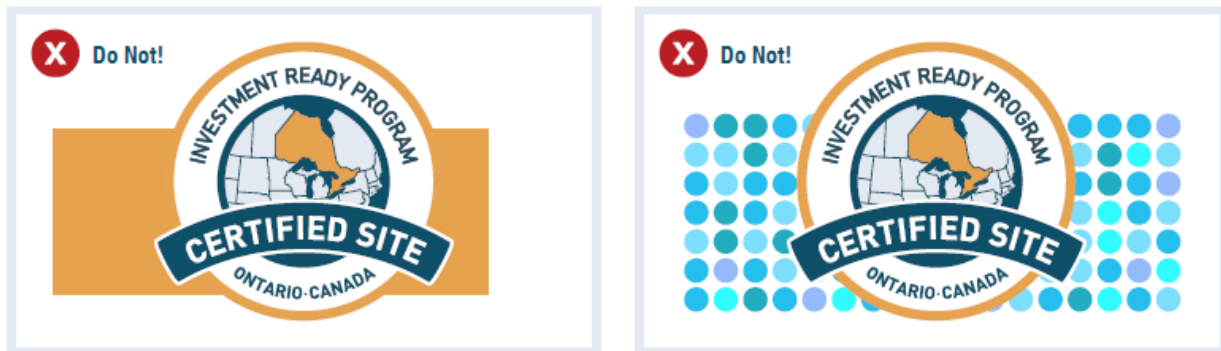 X Do Not!
INVESTMENT READY PROGRAM
CERTIFIED SITE
ONTARIO·CANADA
X Do Not!
INVESTMENT READY PROGRAM
CERTIFIED SITE
ONTARIO·CANADA